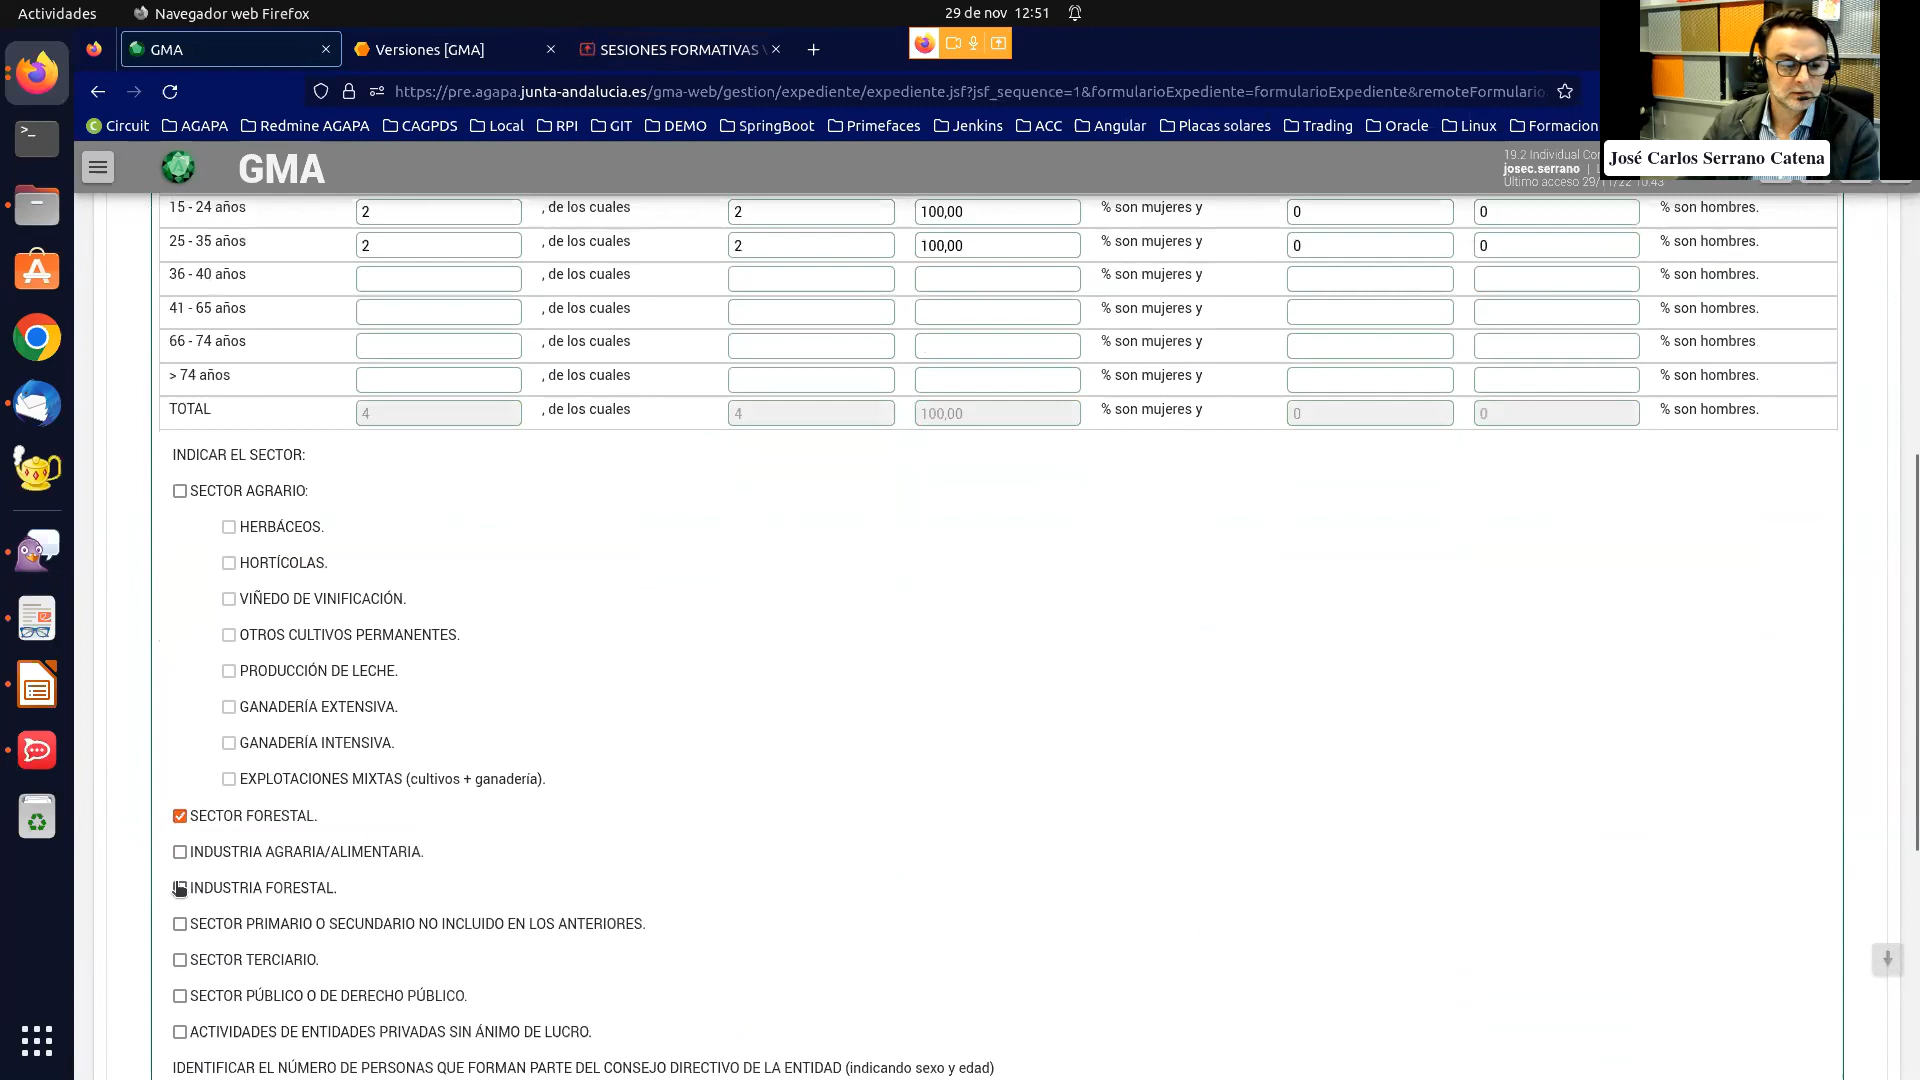 Actividades Navegador web Firefox 29 de nov 12:51
GMA Versiones [GMA] SESIONES FORMATIVAS
https://pre.agapa.junta-andalucia.es/gma-web/gestion/expediente/expediente.jsf?jsf_sequence=1&formularioExpediente=formularioExpediente&remoteFormulario
Circuit AGAPA Redmine AGAPA CAGPDS Local RPI GIT DEMO SpringBoot Primefaces Jenkins ACC Angular Placas solares Trading Oracle Linux Formacion
José Carlos Serrano Catena
GMA
19.2 Individual
josec.serrano |
Último acceso 29/11/22 10:43
15 - 24 años 2 , de los cuales 2 100,00 % son mujeres y 0 0 % son hombres.
25 - 35 años 2 , de los cuales 2 100,00 % son mujeres y 0 0 % son hombres.
36 - 40 años , de los cuales % son mujeres y % son hombres.
41 - 65 años , de los cuales % son mujeres y % son hombres.
66 - 74 años , de los cuales % son mujeres y % son hombres
> 74 años , de los cuales % son mujeres y % son hombres.
TOTAL 4 , de los cuales 4 100,00 % son mujeres y 0 0 % son hombres.
INDICAR EL SECTOR:
SECTOR AGRARIO:
HERBÁCEOS.
HORTÍCOLAS.
VIÑEDO DE VINIFICACIÓN.
OTROS CULTIVOS PERMANENTES.
PRODUCCIÓN DE LECHE.
GANADERÍA EXTENSIVA.
GANADERÍA INTENSIVA.
EXPLOTACIONES MIXTAS (cultivos + ganadería).
SECTOR FORESTAL.
INDUSTRIA AGRARIA/ALIMENTARIA.
INDUSTRIA FORESTAL.
SECTOR PRIMARIO O SECUNDARIO NO INCLUIDO EN LOS ANTERIORES.
SECTOR TERCIARIO.
SECTOR PÚBLICO O DE DERECHO PÚBLICO.
ACTIVIDADES DE ENTIDADES PRIVADAS SIN ÁNIMO DE LUCRO.
IDENTIFICAR EL NÚMERO DE PERSONAS QUE FORMAN PARTE DEL CONSEJO DIRECTIVO DE LA ENTIDAD (indicando sexo y edad)